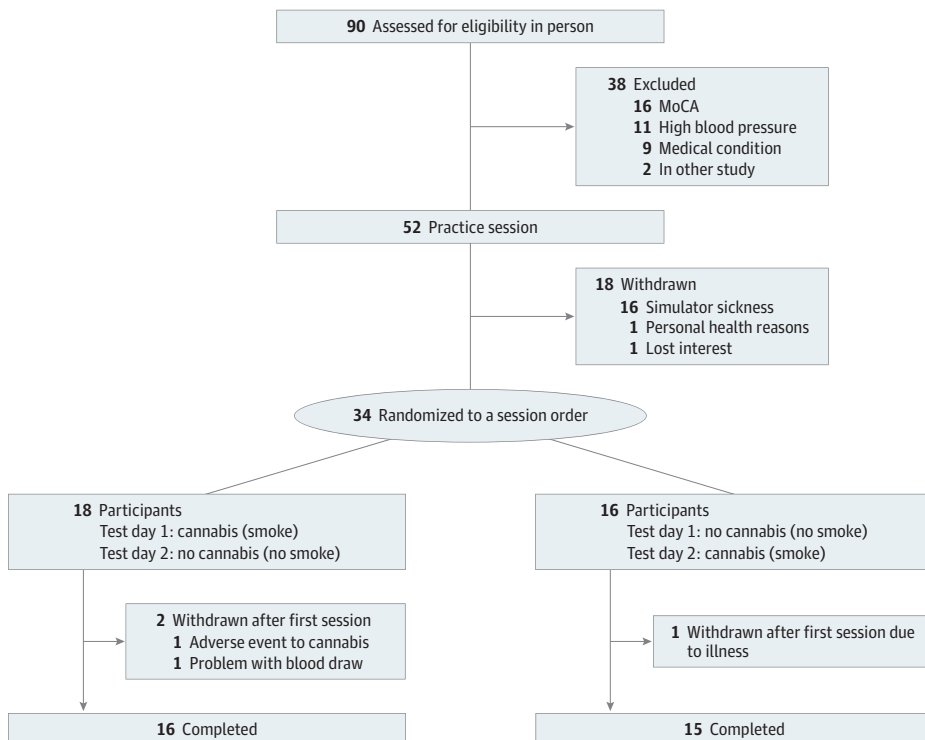 90 Assessed for eligibility in person
38 Excluded
16 MoCA
11 High blood pressure
9 Medical condition
2 In other study
52 Practice session
18 Withdrawn
16 Simulator sickness
1 Personal health reasons
1 Lost interest
34 Randomized to a session order
18 Participants
Test day 1: cannabis (smoke)
Test day 2: no cannabis (no smoke)
16 Participants
Test day 1: no cannabis (no smoke)
Test day 2: cannabis (smoke)
2 Withdrawn after first session
1 Adverse event to cannabis
1 Problem with blood draw
1 Withdrawn after first session due
to illness
16 Completed
15 Completed